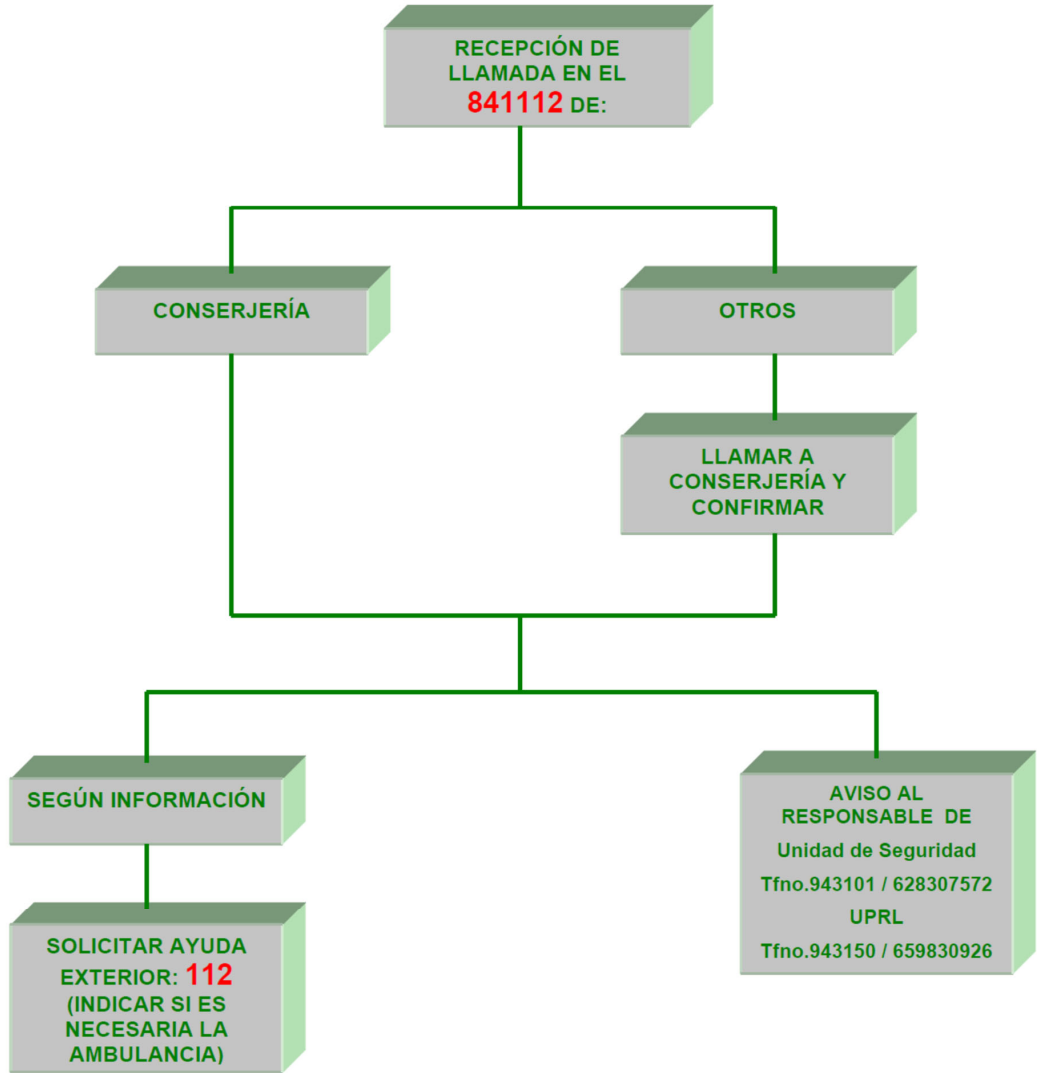 RECEPCIÓN DE
LLAMADA EN EL
841112 DE:
CONSERJERÍA
OTROS
LLAMAR A
CONSERJERÍA Y
CONFIRMAR
SEGÚN INFORMACIÓN
SOLICITAR AYUDA
EXTERIOR: 112
(INDICAR SI ES
NECESARIA LA
AMBULANCIA)
AVISO AL
RESPONSABLE DE
Unidad de Seguridad
Tfno.943101 / 628307572
UPRL
Tfno.943150 / 659830926